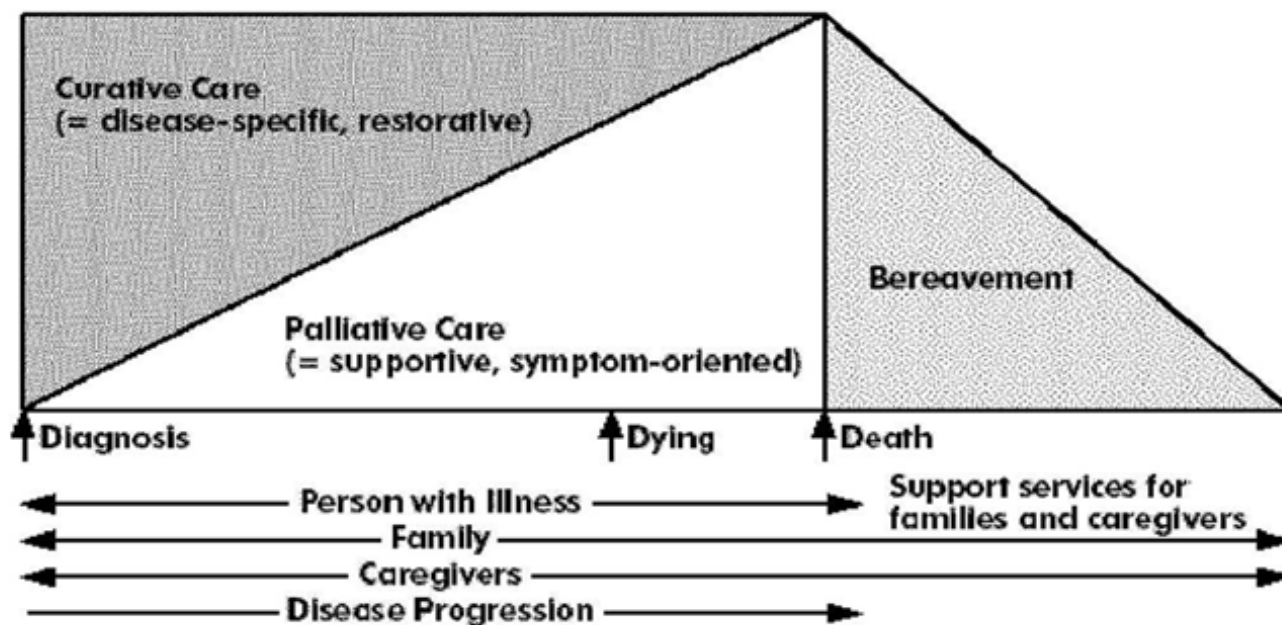 Curative Care
(= disease-specific, restorative)
Bereavement
Palliative Care
(= supportive, symptom-oriented)
Diagnosis
Dying
Death
Person with Illness
Support services for
families and caregivers
Family
Caregivers
Disease Progression